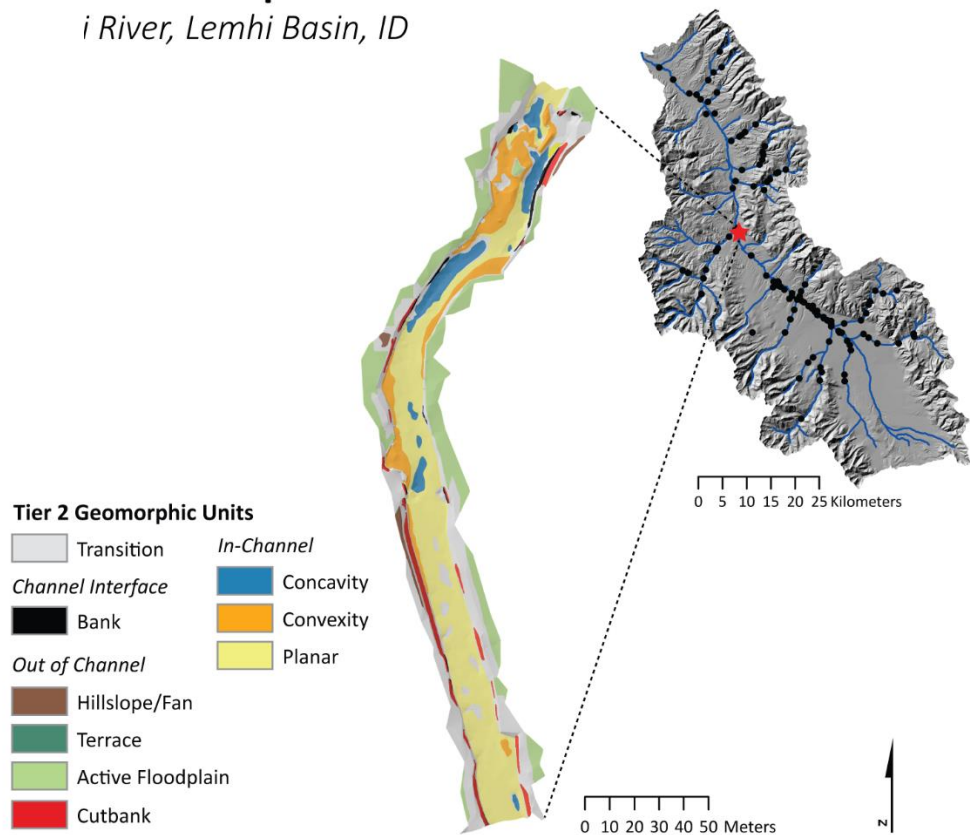 River, Lemhi Basin, ID
0 5 10 15 20 25 Kilometers
Tier 2 Geomorphic Units
Transition
Channel Interface
Bank
Out of Channel
Hillslope/Fan
Terrace
Active Floodplain
Cutbank
In-Channel
Concavity
Convexity
Planar
0 10 20 30 40 50 Meters
N